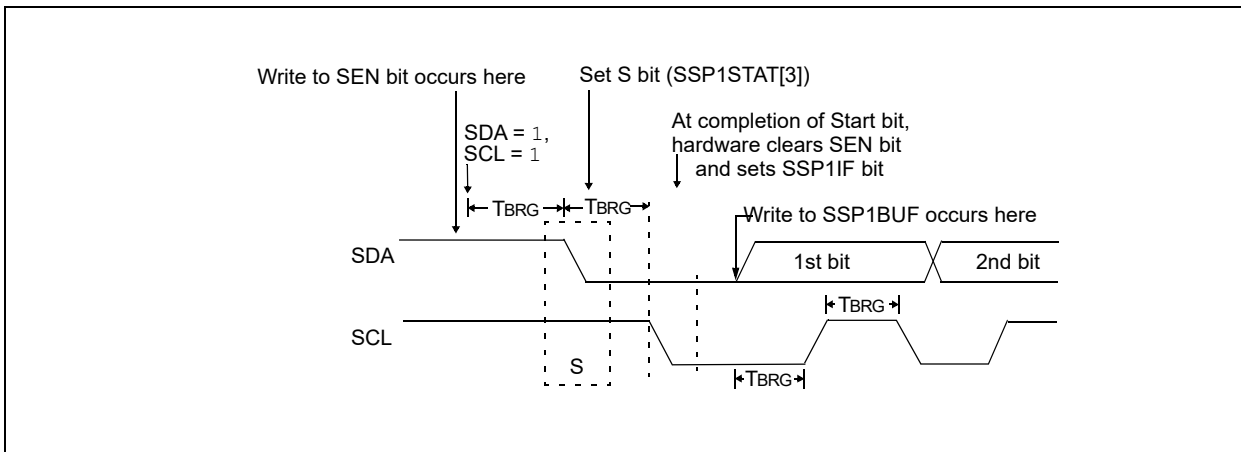 Write to SEN bit occurs here
Set S bit (SSP1STAT[3])
SDA = 1,
SCL = 1
At completion of Start bit,
hardware clears SEN bit
and sets SSP1IF bit
TBRG
TBRG
Write to SSP1BUF occurs here
SDA
1st bit
2nd bit
TBRG
SCL
S
TBRG